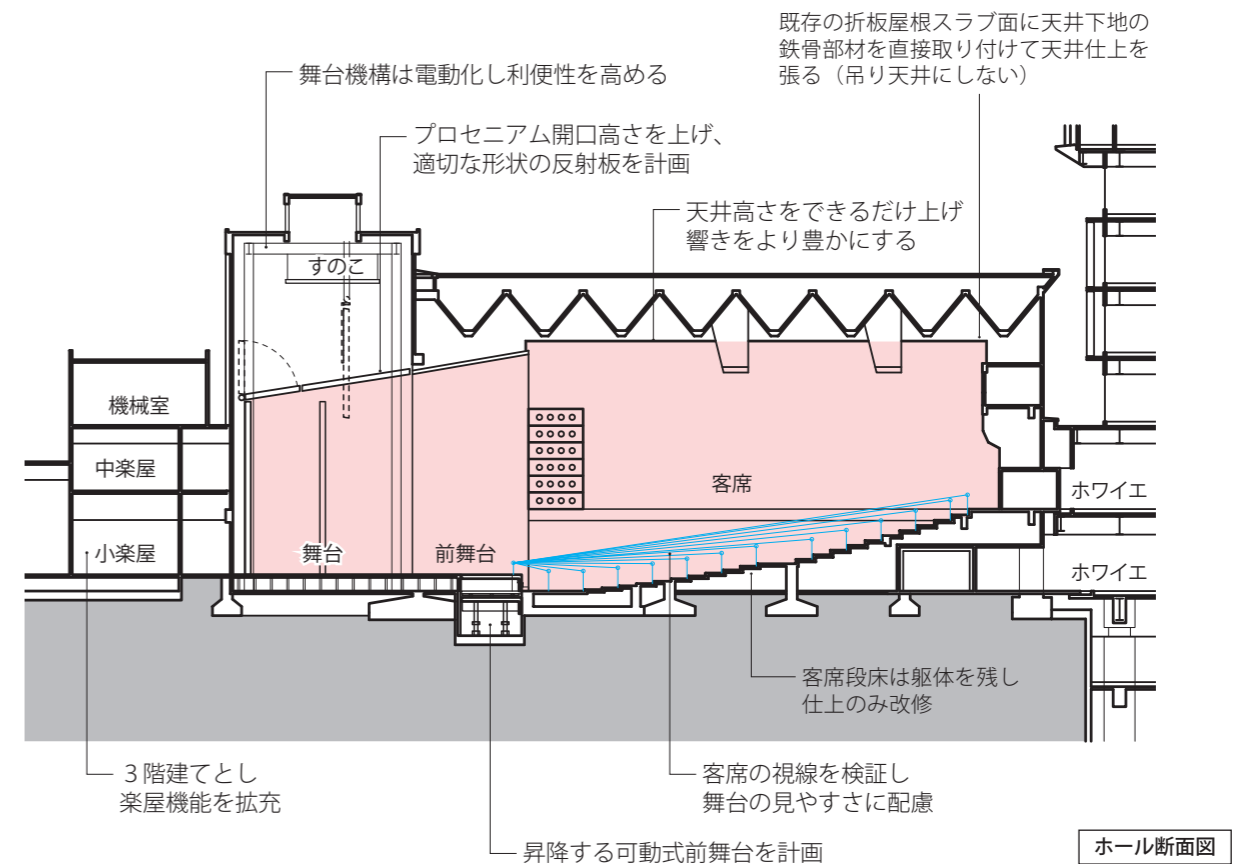 既存の折板屋根スラブ面に天井下地の
鉄骨部材を直接取り付けて天井仕上を
張る（吊り天井にしない）
舞台機構は電動化し利便性を高める
プロセニアム開口高さを上げ、
適切な形状の反射板を計画
天井高さをできるだけ上げ
響きをより豊かにする
すのこ
機械室
中楽屋
客席
ホワイエ
小楽屋
舞台
前舞台
ホワイエ
客席段床は躯体を残し
仕上のみ改修
３階建てとし
楽屋機能を拡充
客席の視線を検証し
舞台の見やすさに配慮
昇降する可動式前舞台を計画
ホール断面図